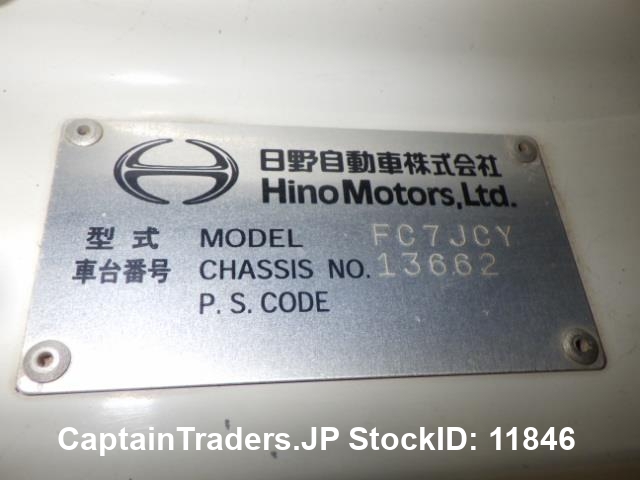 日野自動車株式会社
Hino Motors, Ltd.
型式 MODEL FC7JCY
車台番号 CHASSIS NO. 13662
P. S. CODE
CaptainTraders.JP StockID: 11846